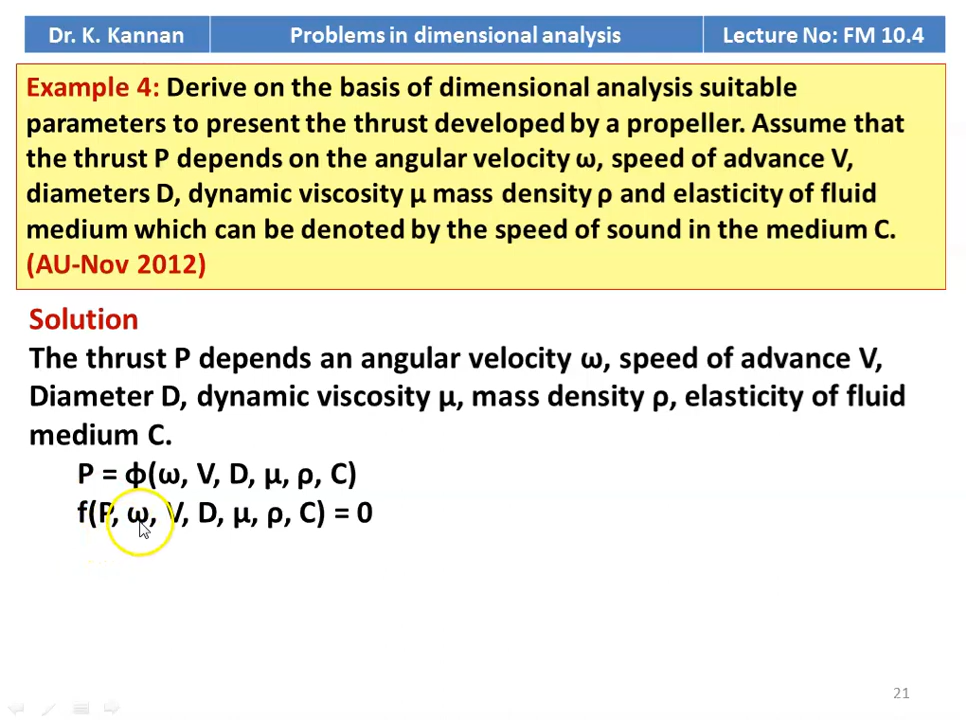 Dr. K. Kannan Problems in dimensional analysis Lecture No: FM 10.4
Example 4: Derive on the basis of dimensional analysis suitable
parameters to present the thrust developed by a propeller. Assume that
the thrust P depends on the angular velocity ω, speed of advance V,
diameters D, dynamic viscosity μ mass density ρ and elasticity of fluid
medium which can be denoted by the speed of sound in the medium C.
(AU-Nov 2012)
Solution
The thrust P depends an angular velocity ω, speed of advance V,
Diameter D, dynamic viscosity μ, mass density ρ, elasticity of fluid
medium C.
P = ф(ω, V, D, μ, ρ, C)
f(P, ω, V, D, μ, ρ, C) = 0
21